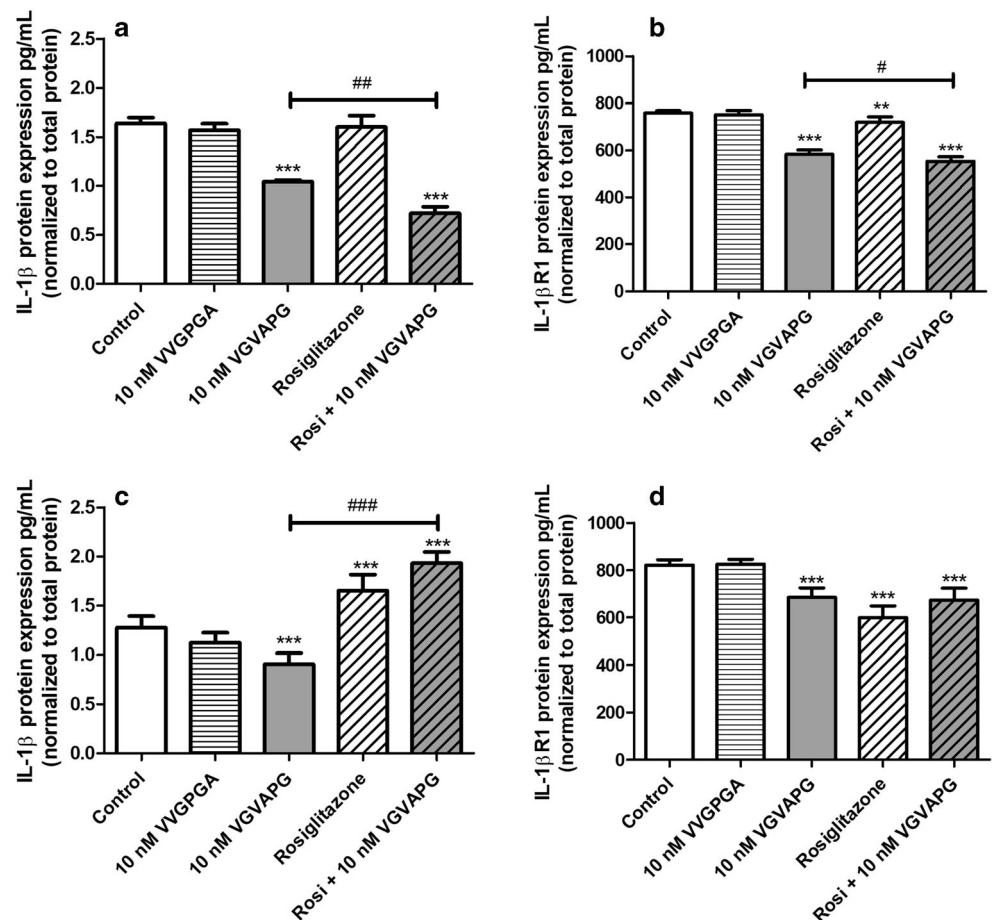 a
IL-1β protein expression pg/mL
(normalized to total protein)
2.5
2.0
1.5
1.0
0.5
0.0
##
***
***
Control
10 nM VVGPGA
10 nM VGVAPG
Rosiglitazone
Rosi + 10 nM VGVAPG
b
IL-1β R1 protein expression pg/mL
(normalized to total protein)
1000
800
600
400
200
0
#
***
**
***
Control
10 nM VVGPGA
10 nM VGVAPG
Rosiglitazone
Rosi + 10 nM VGVAPG
c
IL-1β protein expression pg/mL
(normalized to total protein)
2.5
2.0
1.5
1.0
0.5
0.0
###
***
***
***
Control
10 nM VVGPGA
10 nM VGVAPG
Rosiglitazone
Rosi + 10 nM VGVAPG
d
IL-1β R1 protein expression pg/mL
(normalized to total protein)
1000
800
600
400
200
0
***
***
***
Control
10 nM VVGPGA
10 nM VGVAPG
Rosiglitazone
Rosi + 10 nM VGVAPG